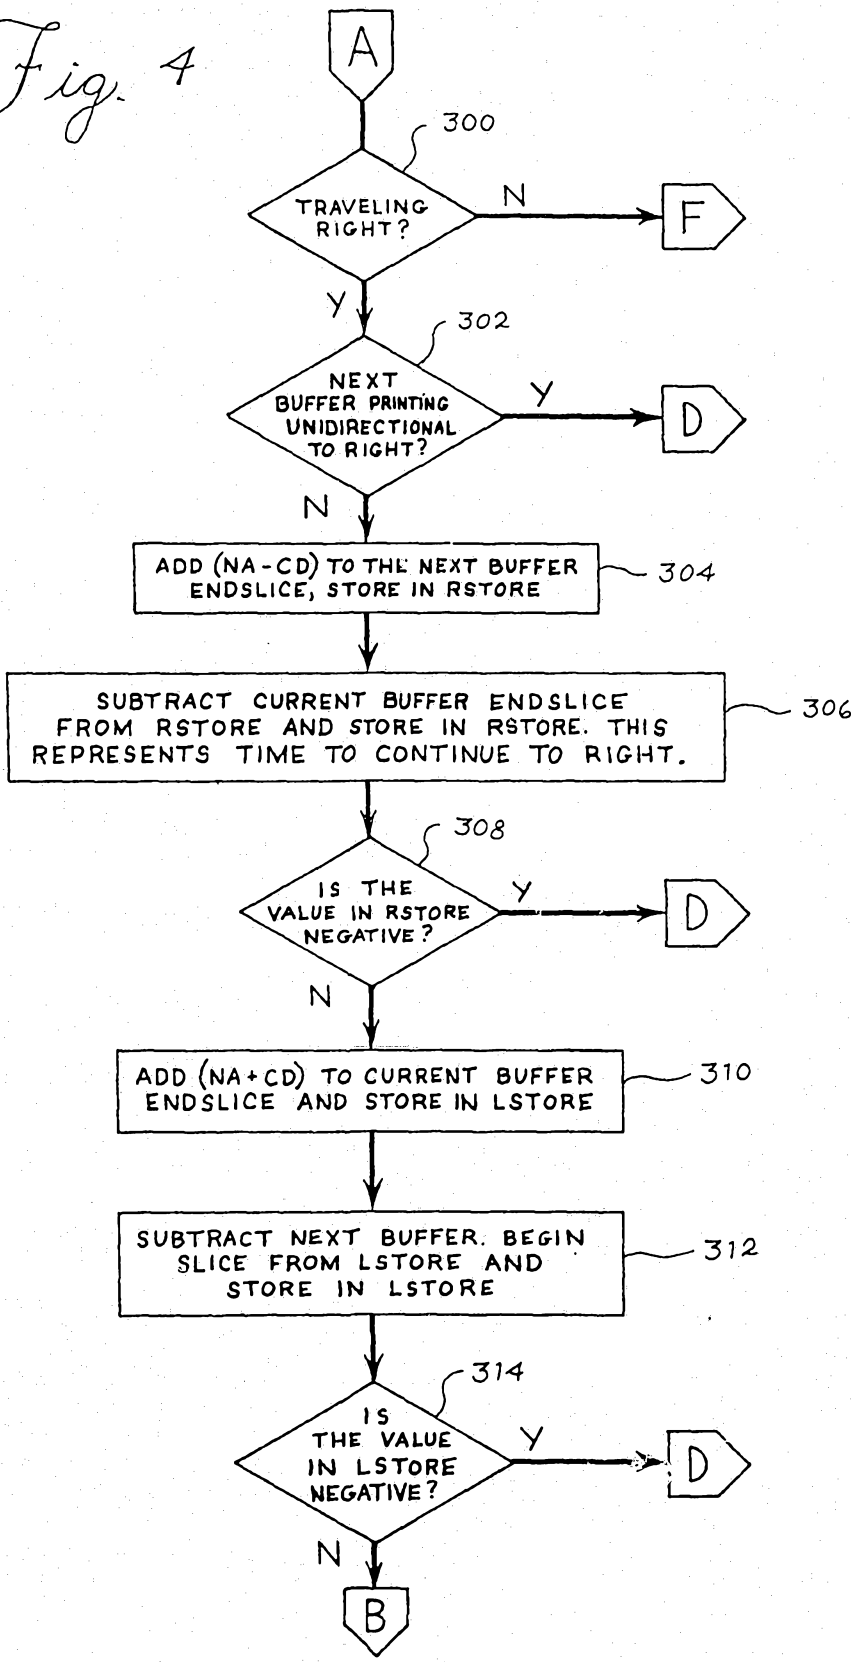 Fig. 4
A
300
TRAVELING
RIGHT?
N
F
Y
302
NEXT
BUFFER PRINTING
UNIDIRECTIONAL
TO RIGHT?
Y
D
N
ADD (NA-CD) TO THE NEXT BUFFER
ENDSLICE, STORE IN RSTORE
304
SUBTRACT CURRENT BUFFER ENDSLICE
FROM RSTORE AND STORE IN RSTORE. THIS
REPRESENTS TIME TO CONTINUE TO RIGHT.
306
308
IS THE
VALUE IN RSTORE
NEGATIVE?
Y
D
N
ADD (NA+CD) TO CURRENT BUFFER
ENDSLICE AND STORE IN LSTORE
310
SUBTRACT NEXT BUFFER. BEGIN
SLICE FROM LSTORE AND
STORE IN LSTORE
312
314
IS
THE VALUE
IN LSTORE
NEGATIVE?
Y
D
N
B